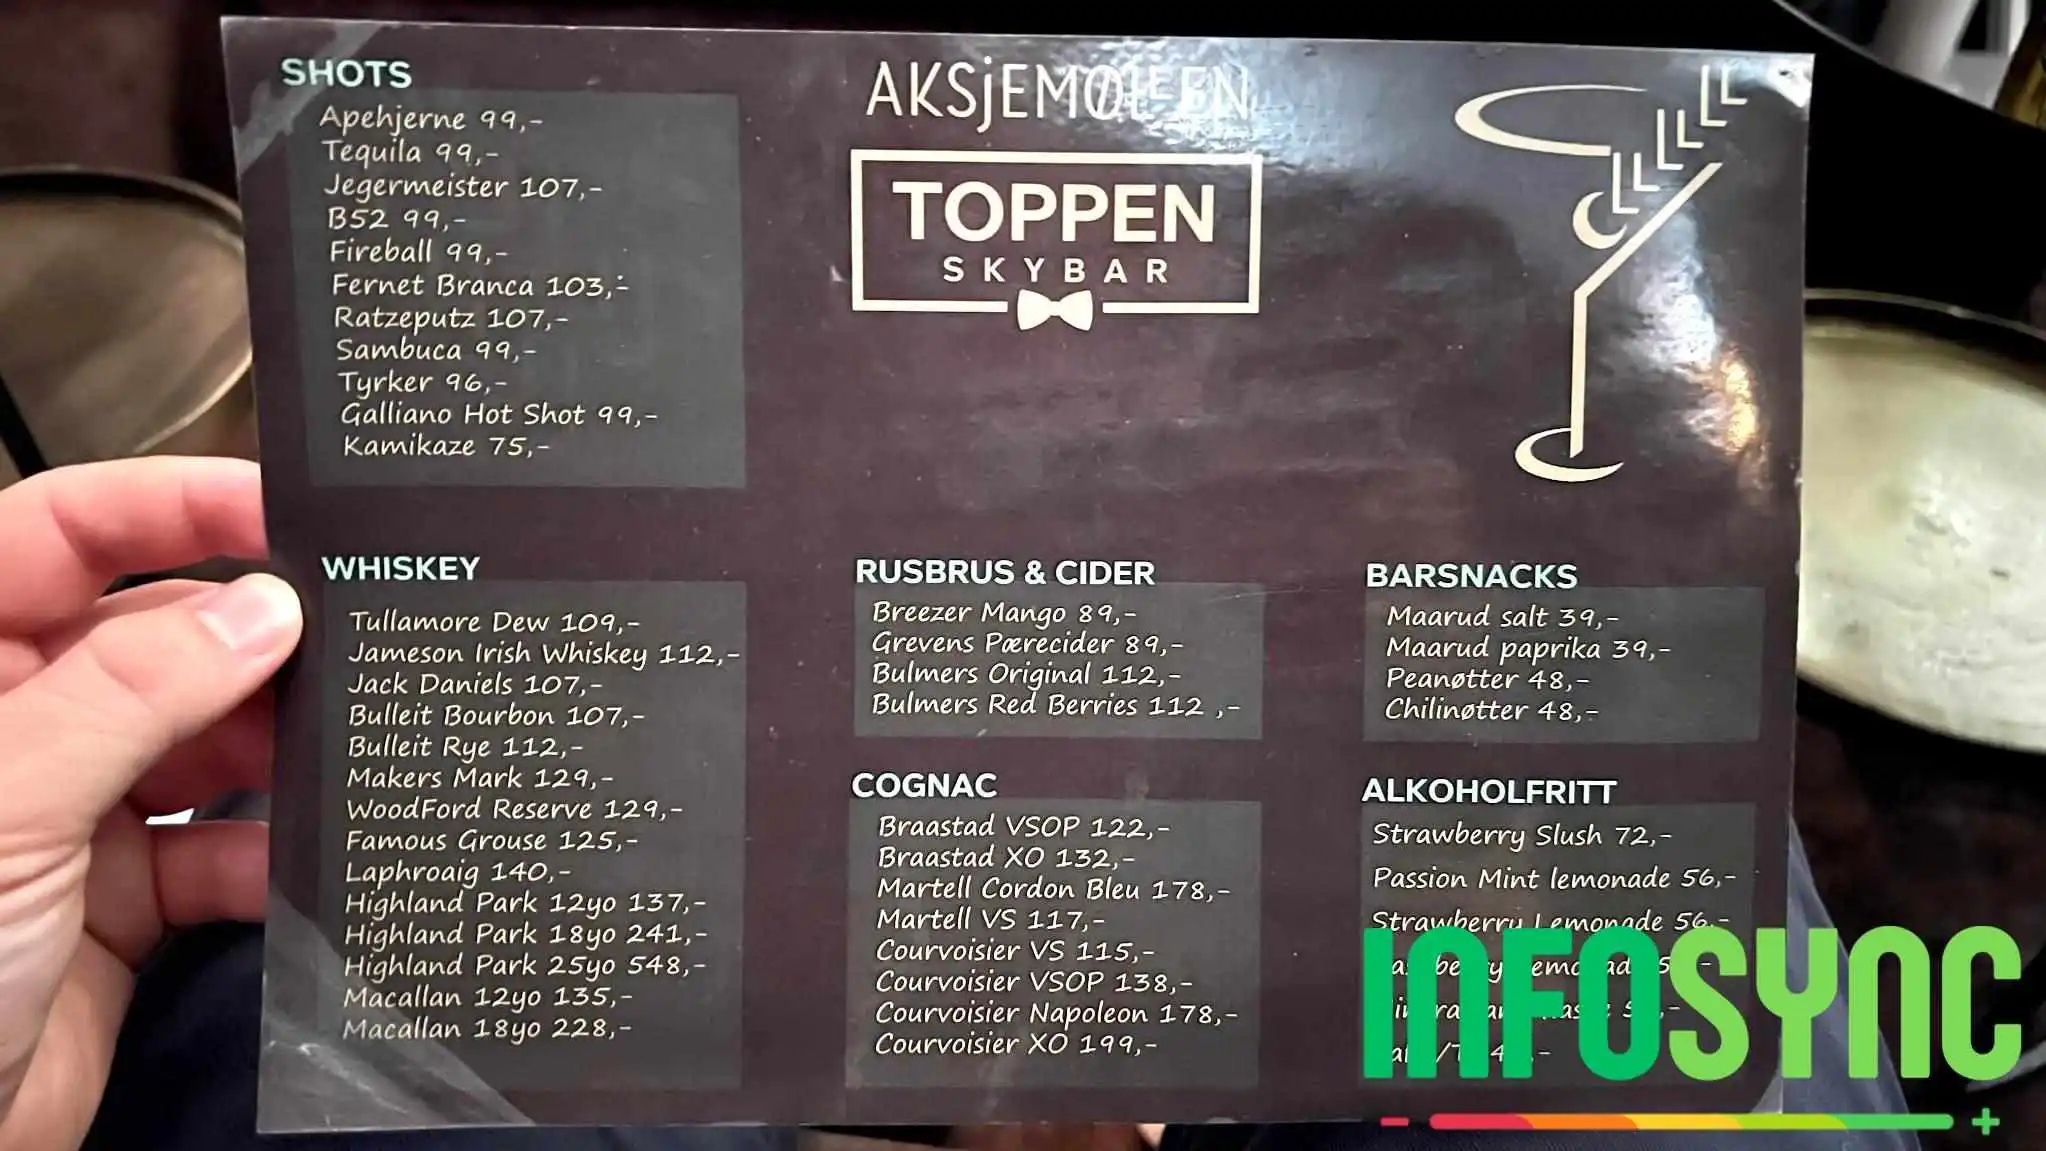 SHOTS
Apehjerne 99,-
Tequila 99,-
Jegermeister 107,-
B52 99,-
Fireball 99,-
Fernet Branca 103,-
Ratzeputz 107,-
Sambuca 99,-
Tyrker 96,-
Galliano Hot Shot 99,-
Kamikaze 75,-
AKSjEMØLLEN
TOPPEN
SKYBAR
WHISKEY
Tullamore Dew 109,-
Jameson Irish Whiskey 112,-
Jack Daniels 107,-
Bulleit Bourbon 107,-
Bulleit Rye 112,-
Makers Mark 129,-
WoodFord Reserve 129,-
Famous Grouse 125,-
Laphroaig 140,-
Highland Park 12yo 137,-
Highland Park 18yo 241,-
Highland Park 25yo 548,-
Macallan 12yo 135,-
Macallan 18yo 228,-
RUSBRUS & CIDER
Breezer Mango 89,-
Grevens Pærecider 89,-
Bulmers Original 112,-
Bulmers Red Berries 112 ,-
COGNAC
Braastad VSOP 122,-
Braastad XO 132,-
Martell Cordon Bleu 178,-
Martell VS 117,-
Courvoisier VS 115,-
Courvoisier VSOP 138,-
Courvoisier Napoleon 178,-
Courvoisier XO 199,-
BARSNACKS
Maarud salt 39,-
Maarud paprika 39,-
Peanøtter 48,-
Chilinøtter 48,-
ALKOHOLFRITT
Strawberry Slush 72,-
Passion Mint lemonade 56,-
Strawberry Lemonade 56,-
INFOSYNC
- +